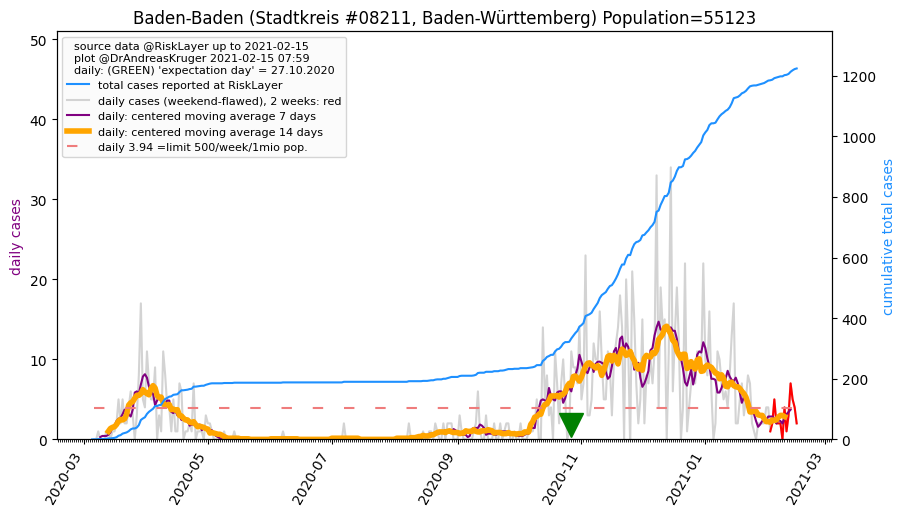 Baden-Baden (Stadtkreis #08211, Baden-Württemberg) Population=55123
source data @RiskLayer up to 2021-02-15
plot @DrAndreasKruger 2021-02-15 07:59
daily: (GREEN) 'expectation day' = 27.10.2020
total cases reported at RiskLayer
daily cases (weekend-flawed), 2 weeks: red
daily: centered moving average 7 days
daily: centered moving average 14 days
daily 3.94 =limit 500/week/1mio pop.
daily cases
50
40
30
20
10
0
cumulative total cases
1200
1000
800
600
400
200
0
2020-03
2020-05
2020-07
2020-09
2020-11
2021-01
2021-03